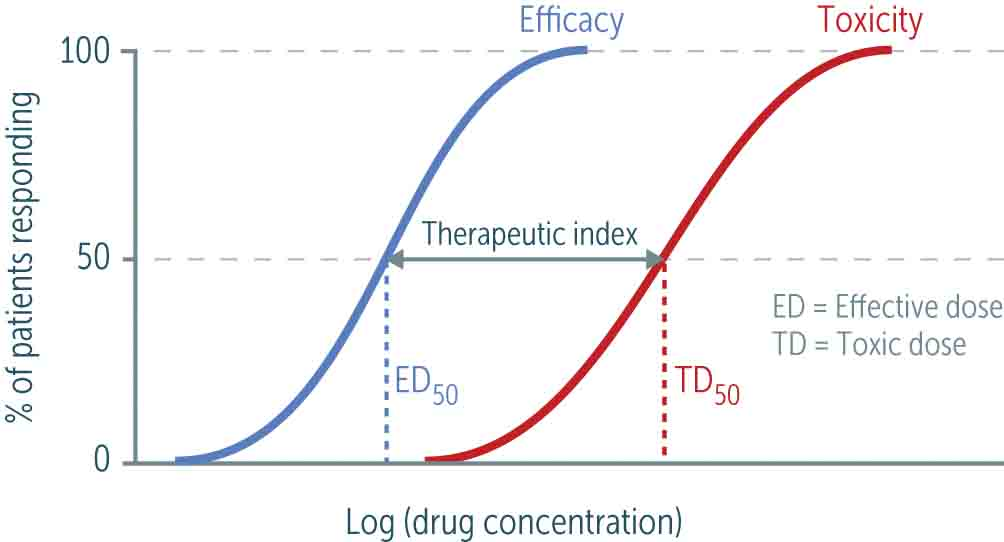 Efficacy
Toxicity
% of patients responding
100
50
0
Therapeutic index
ED50
TD50
ED = Effective dose
TD = Toxic dose
Log (drug concentration)